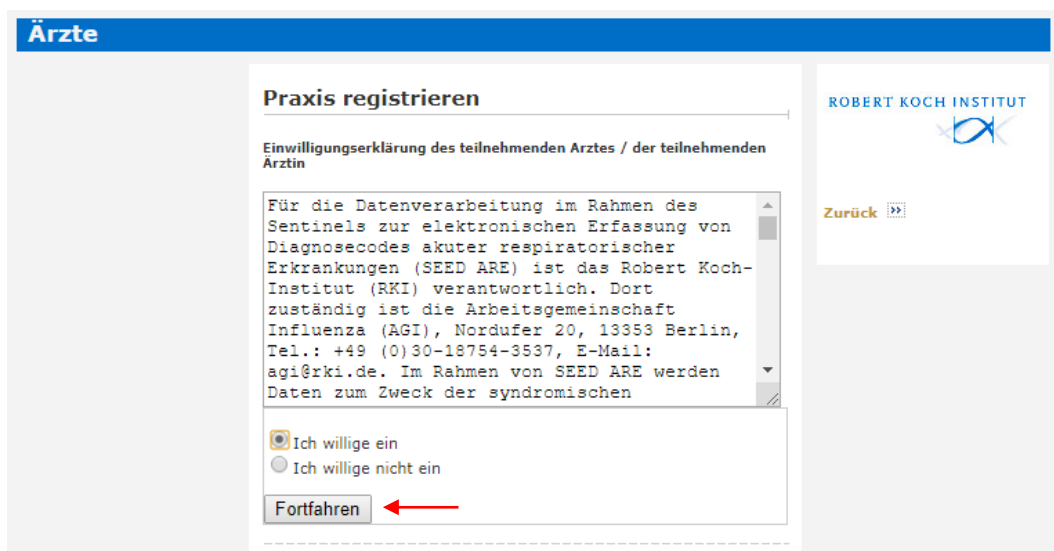 Ärzte
Praxis registrieren
Einwilligungserklärung des teilnehmenden Arztes / der teilnehmenden
Ärztin
Für die Datenverarbeitung im Rahmen des
Sentinels zur elektronischen Erfassung von
Diagnosecodes akuter respiratorischer
Erkrankungen (SEED ARE) ist das Robert Koch-
Institut (RKI) verantwortlich. Dort
zuständig ist die Arbeitsgemeinschaft
Influenza (AGI), Nordufer 20, 13353 Berlin,
Tel.: +49 (0)30-18754-3537, E-Mail:
agi@rki.de. Im Rahmen von SEED ARE werden
Daten zum Zweck der syndromischen
Ich willige ein
Ich willige nicht ein
Fortfahren
ROBERT KOCH INSTITUT
Zurück